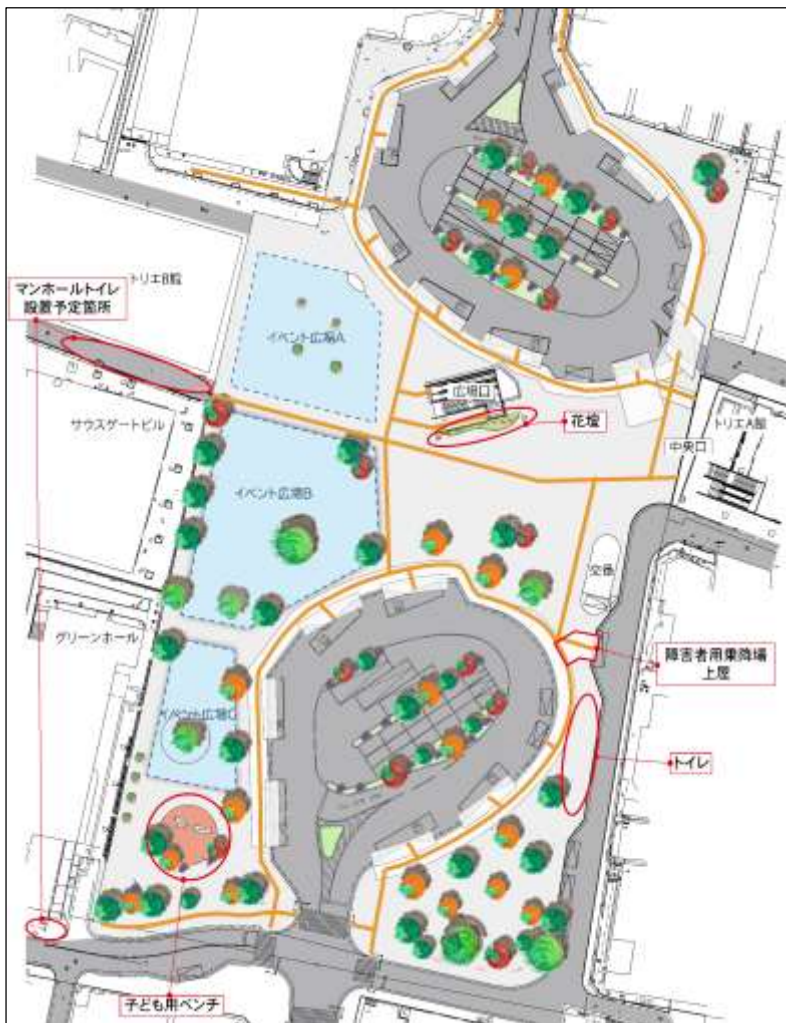 トリエB館
マンホールトイレ
設置予定箇所
イベント広場A
広場口
花壇
トリエA館
中央口
サウスゲートビル
イベント広場B
交番
グリーンホール
障害者用乗降場
上屋
イベント広場C
トイレ
子ども用ベンチ